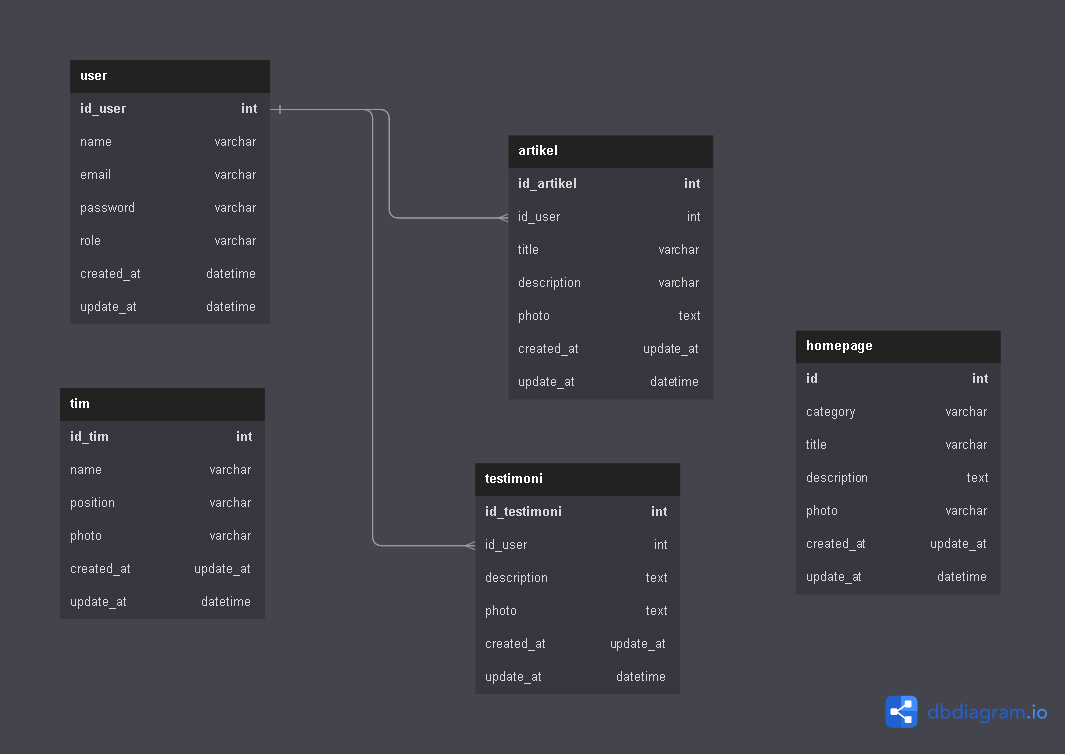 user
id_user int
name varchar
email varchar
password varchar
role varchar
created_at datetime
update_at datetime
artikel
id_artikel int
id_user int
title varchar
description varchar
photo text
created_at update_at
update_at datetime
homepage
id int
category varchar
title varchar
description text
photo varchar
created_at update_at
update_at datetime
tim
id_tim int
name varchar
position varchar
photo varchar
created_at update_at
update_at datetime
testimoni
id_testimoni int
id_user int
description text
photo text
created_at update_at
update_at datetime
dbdiagram.io